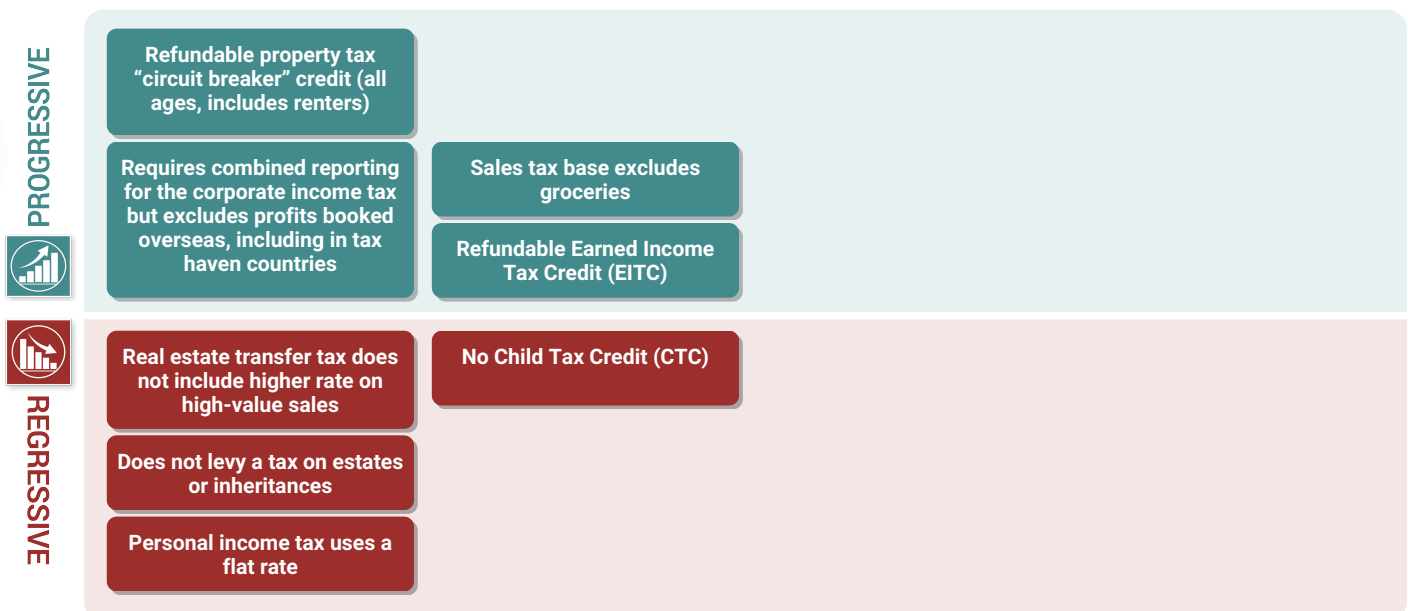 PROGRESSIVE
Refundable property tax
“circuit breaker” credit (all
ages, includes renters)
Requires combined reporting
for the corporate income tax
but excludes profits booked
overseas, including in tax
haven countries
Sales tax base excludes
groceries
Refundable Earned Income
Tax Credit (EITC)
REGRESSIVE
Real estate transfer tax does
not include higher rate on
high-value sales
Does not levy a tax on estates
or inheritances
Personal income tax uses a
flat rate
No Child Tax Credit (CTC)